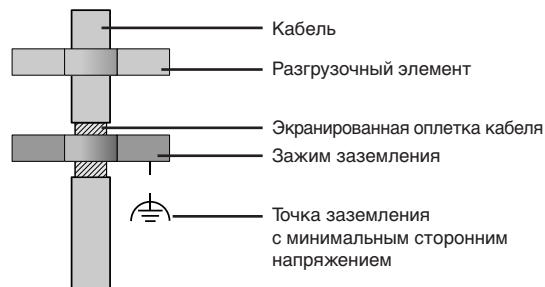 Кабель
Разгрузочный элемент
Экранированная оплетка кабеля
Зажим заземления
Точка заземления
с минимальным сторонним
напряжением